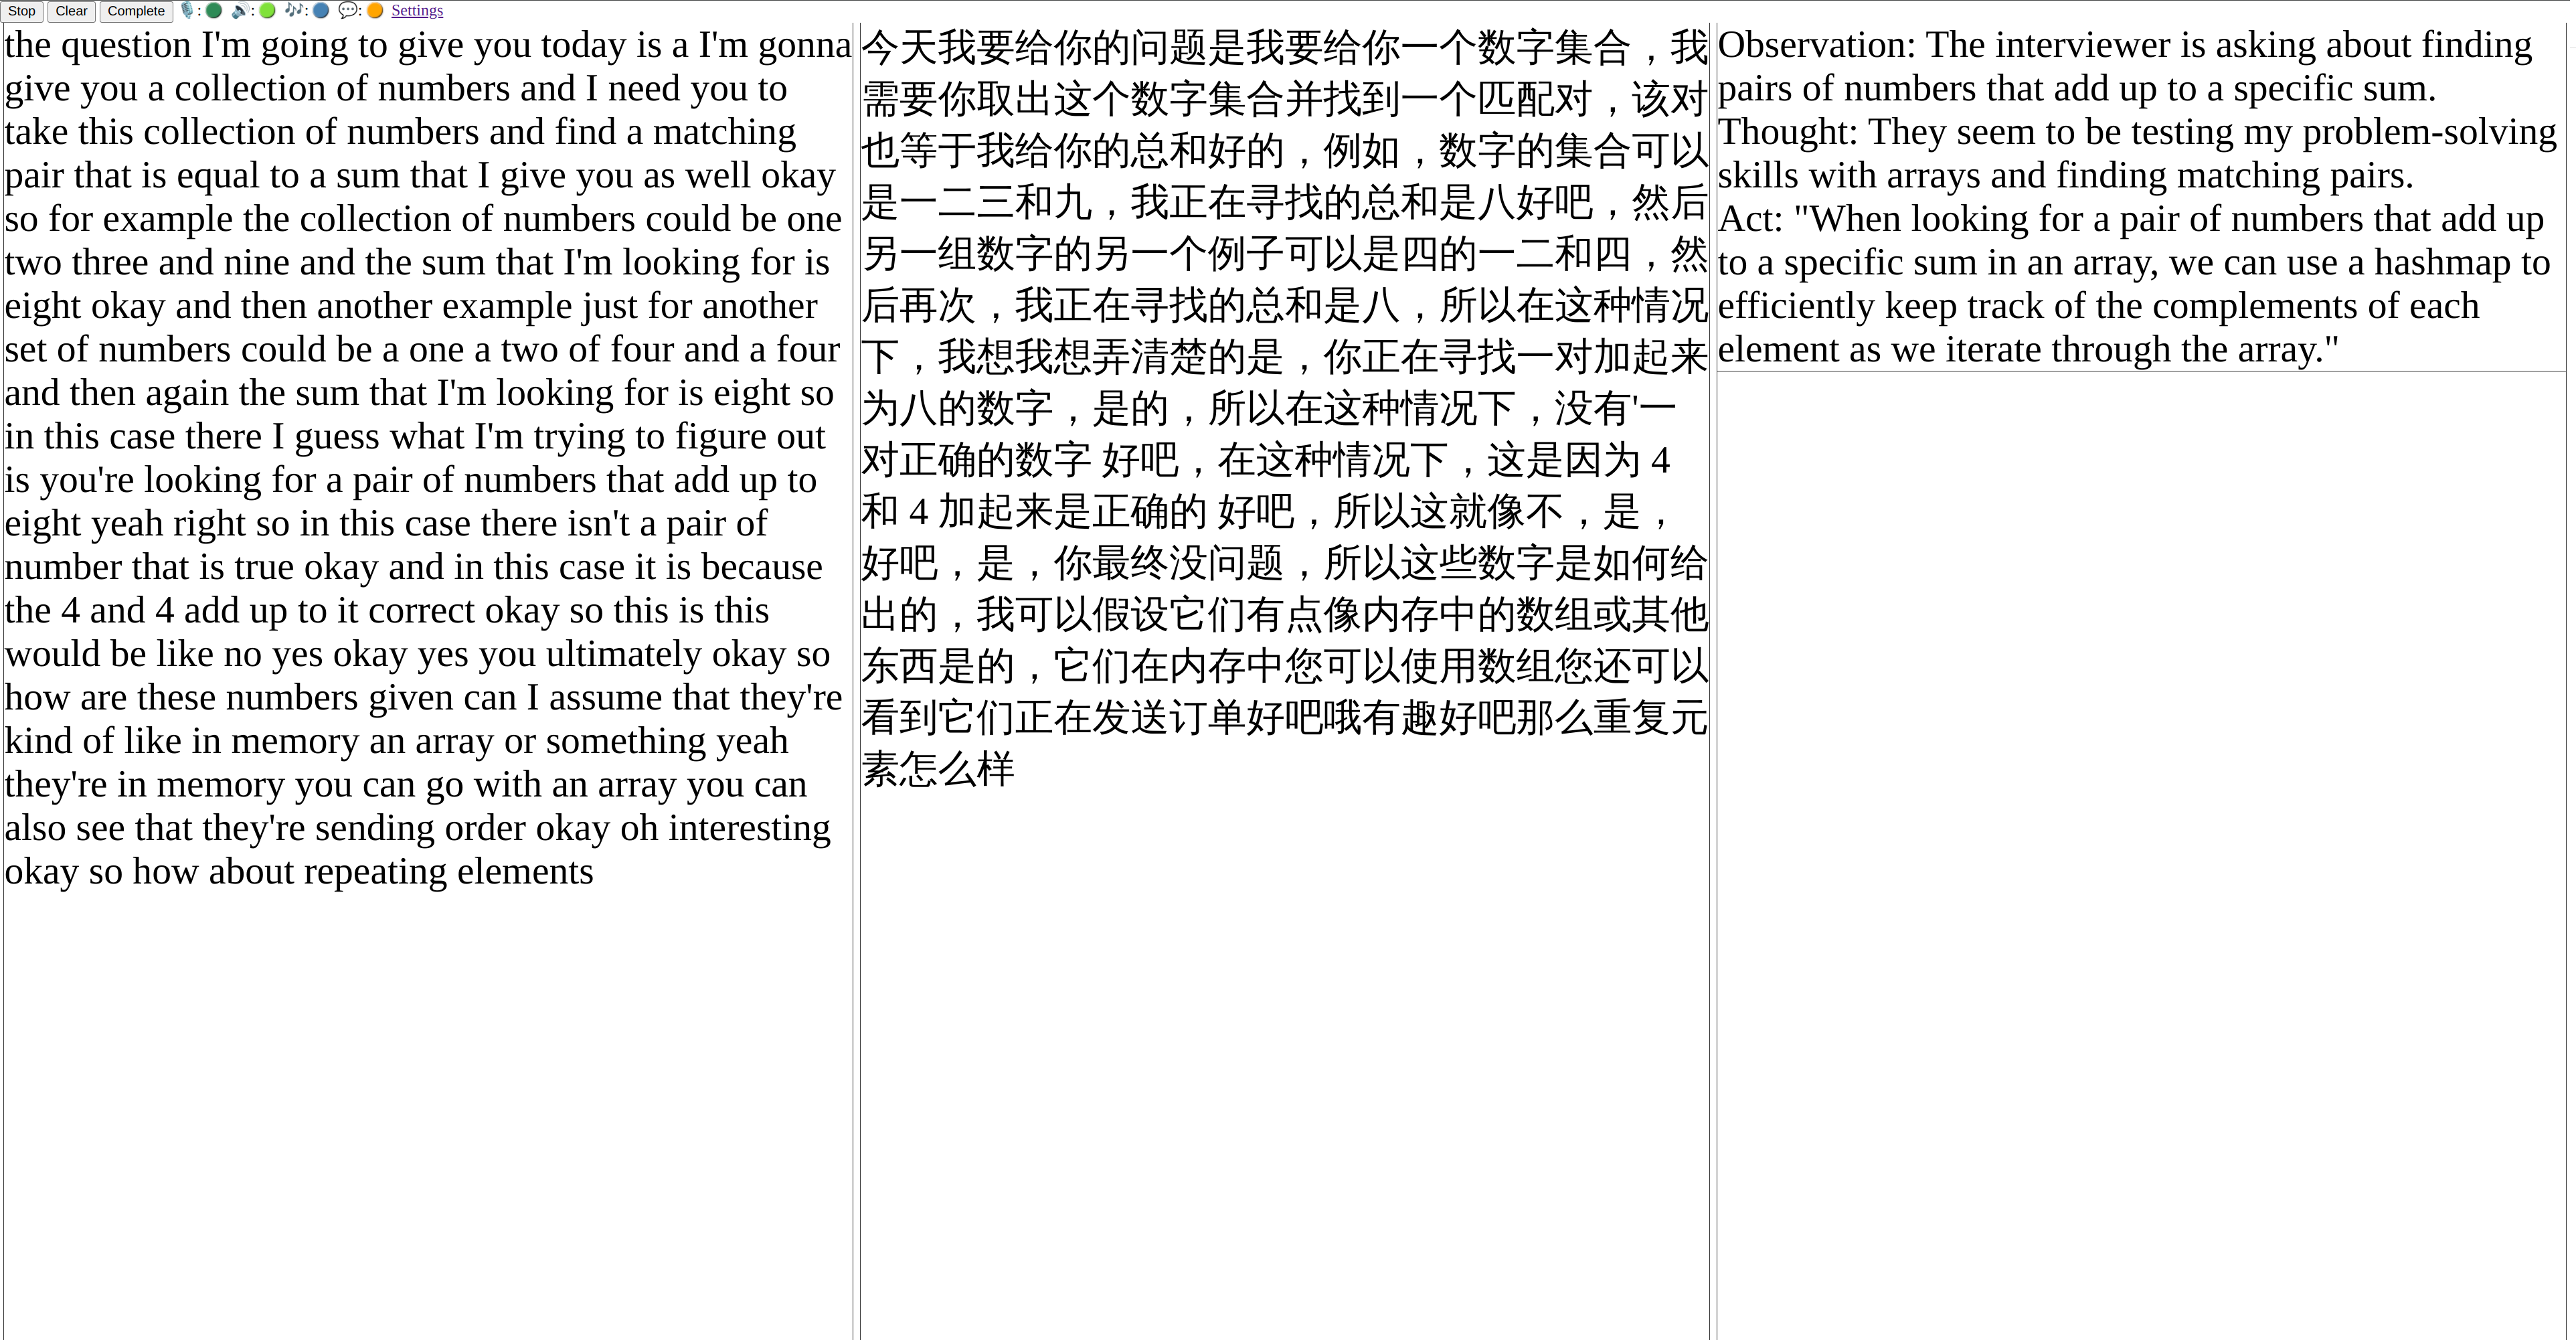 Stop Clear Complete 🎙️: 🔊: 🎶: 💬: Settings
the question I'm going to give you today is a I'm gonna
give you a collection of numbers and I need you to
take this collection of numbers and find a matching
pair that is equal to a sum that I give you as well okay
so for example the collection of numbers could be one
two three and nine and the sum that I'm looking for is
eight okay and then another example just for another
set of numbers could be a one a two of four and a four
and then again the sum that I'm looking for is eight so
in this case there I guess what I'm trying to figure out
is you're looking for a pair of numbers that add up to
eight yeah right so in this case there isn't a pair of
number that is true okay and in this case it is because
the 4 and 4 add up to it correct okay so this is this
would be like no yes okay yes you ultimately okay so
how are these numbers given can I assume that they're
kind of like in memory an array or something yeah
they're in memory you can go with an array you can
also see that they're sending order okay oh interesting
okay so how about repeating elements
今天我要给你的问题是我要给你一个数字集合，我
需要你取出这个数字集合并找到一个匹配对，该对
也等于我给你的总和好的，例如，数字的集合可以
是一二三和九，我正在寻找的总和是八好吧，然后
另一组数字的另一个例子可以是四的一二和四，然
后再次，我正在寻找的总和是八，所以在这种情况
下，我想我想弄清楚的是，你正在寻找一对加起来
为八的数字，是的，所以在这种情况下，没有'一
对正确的数字 好吧，在这种情况下，这是因为 4
和 4 加起来是正确的 好吧，所以这就像不，是，
好吧，是，你最终没问题，所以这些数字是如何给
出的，我可以假设它们有点像内存中的数组或其他
东西是的，它们在内存中您可以使用数组您还可以
看到它们正在发送订单好吧哦有趣好吧那么重复元
素怎么样
Observation: The interviewer is asking about finding
pairs of numbers that add up to a specific sum.
Thought: They seem to be testing my problem-solving
skills with arrays and finding matching pairs.
Act: "When looking for a pair of numbers that add up
to a specific sum in an array, we can use a hashmap to
efficiently keep track of the complements of each
element as we iterate through the array."